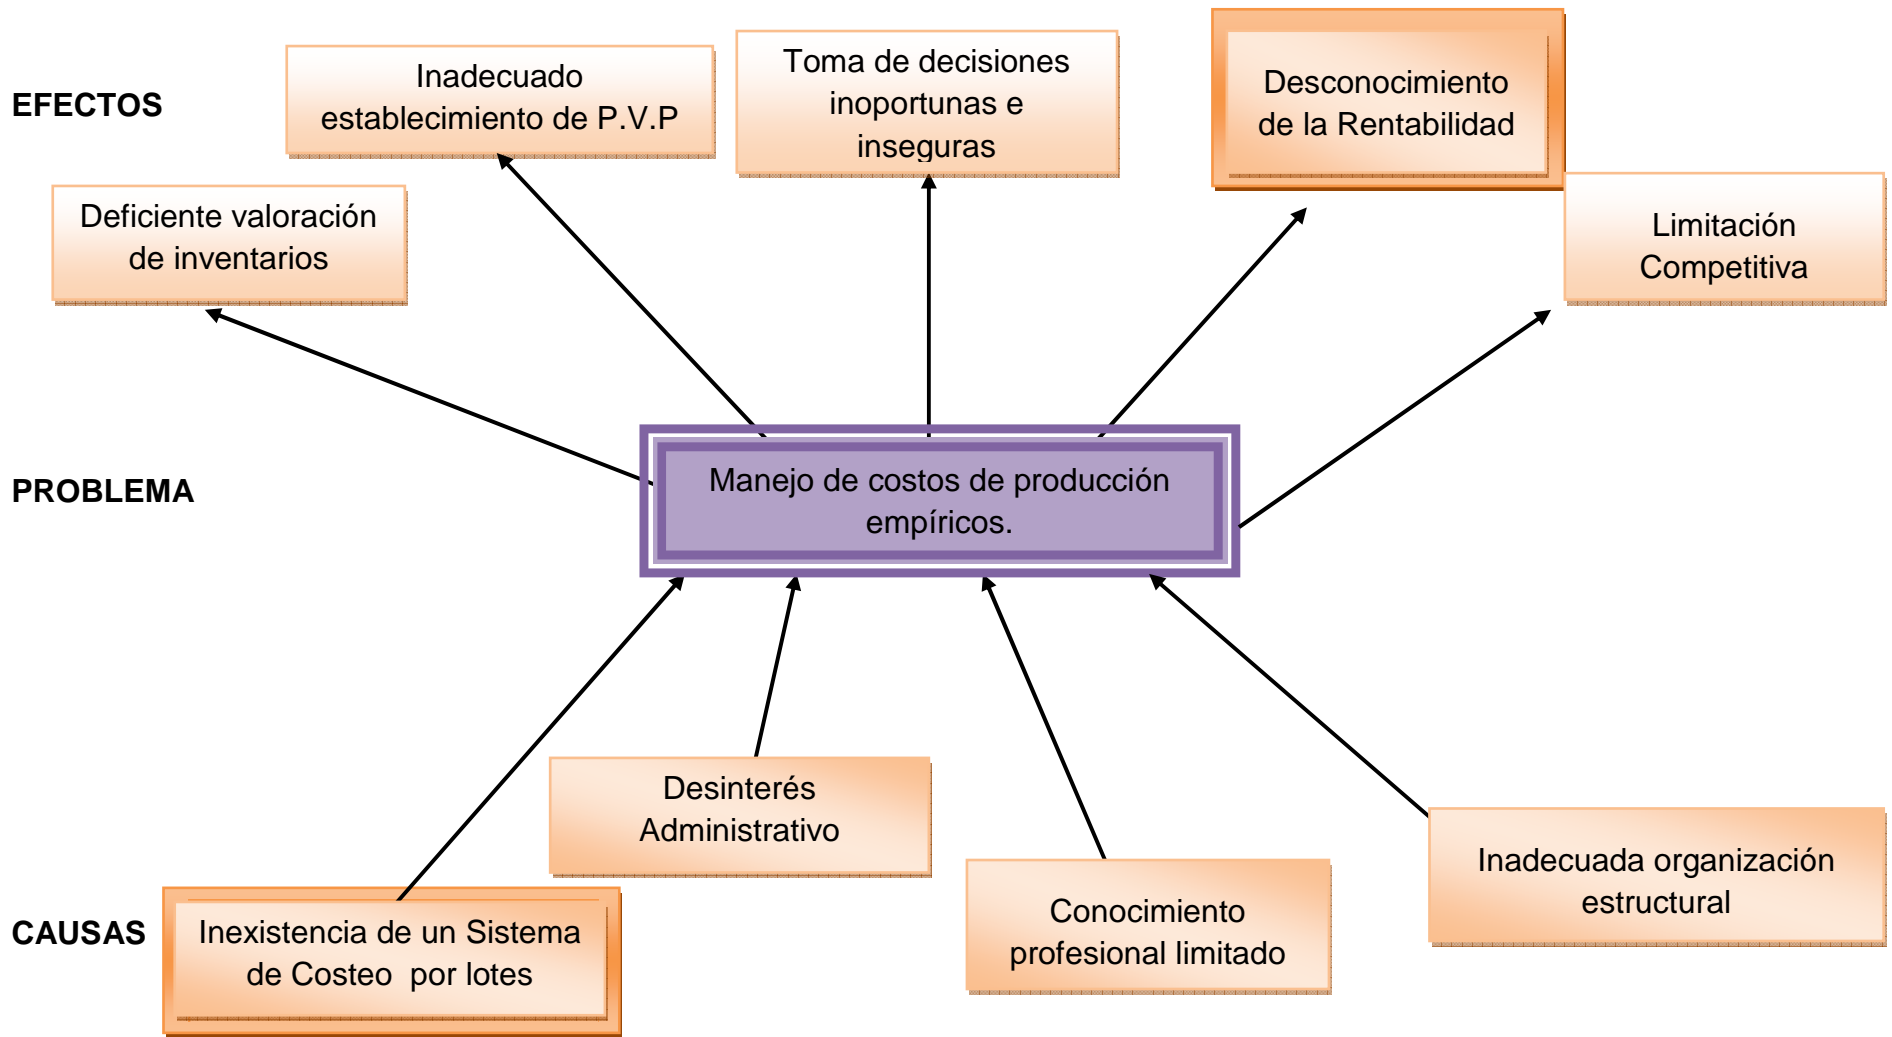 EFECTOS
Inadecuado
establecimiento de P.V.P
Toma de decisiones
inoportunas e
inseguras
Desconocimiento
de la Rentabilidad
Deficiente valoración
de inventarios
Limitación
Competitiva
PROBLEMA
Manejo de costos de producción
empíricos.
CAUSAS
Inexistencia de un Sistema
de Costeo  por lotes
Desinterés
Administrativo
Conocimiento
profesional limitado
Inadecuada organización
estructural